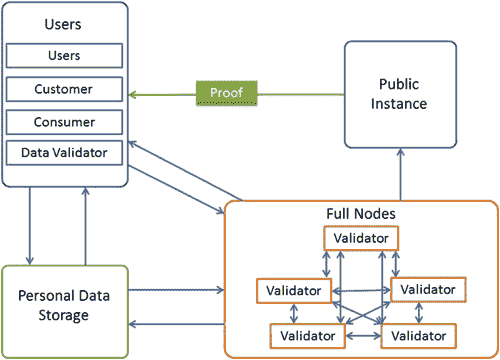 Users
Users
Customer
Consumer
Data Validator
Proof
Public
Instance
Personal Data
Storage
Full Nodes
Validator
Validator
Validator
Validator
Validator